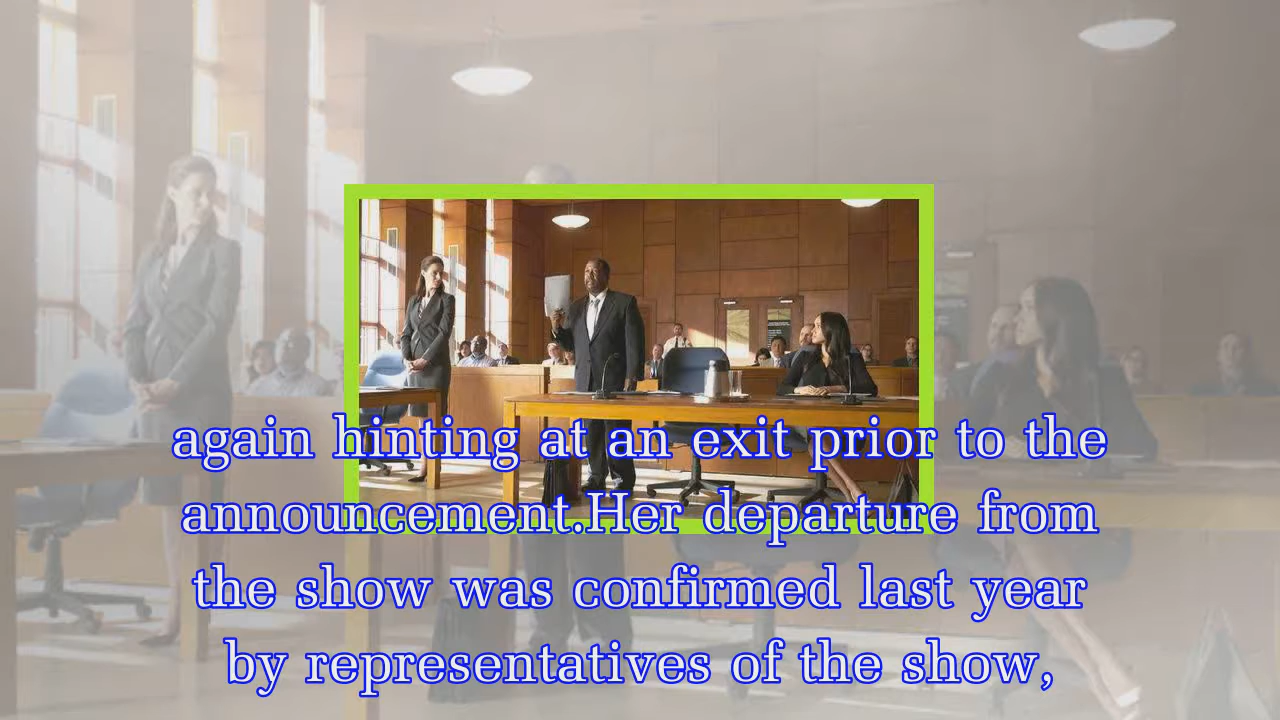 again hinting at an exit prior to the
announcement.Her departure from
the show was confirmed last year
by representatives of the show,